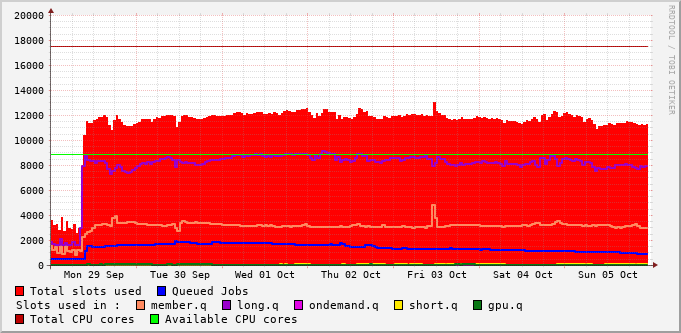 RRDTOOL / TOBI OETIKER
20000
18000
16000
14000
12000
10000
8000
6000
4000
2000
0
Mon 29 Sep Tue 30 Sep Wed 01 Oct Thu 02 Oct Fri 03 Oct Sat 04 Oct Sun 05 Oct
Total slots used Queued Jobs
Slots used in : member.q long.q ondemand.q short.q gpu.q
Total CPU cores Available CPU cores